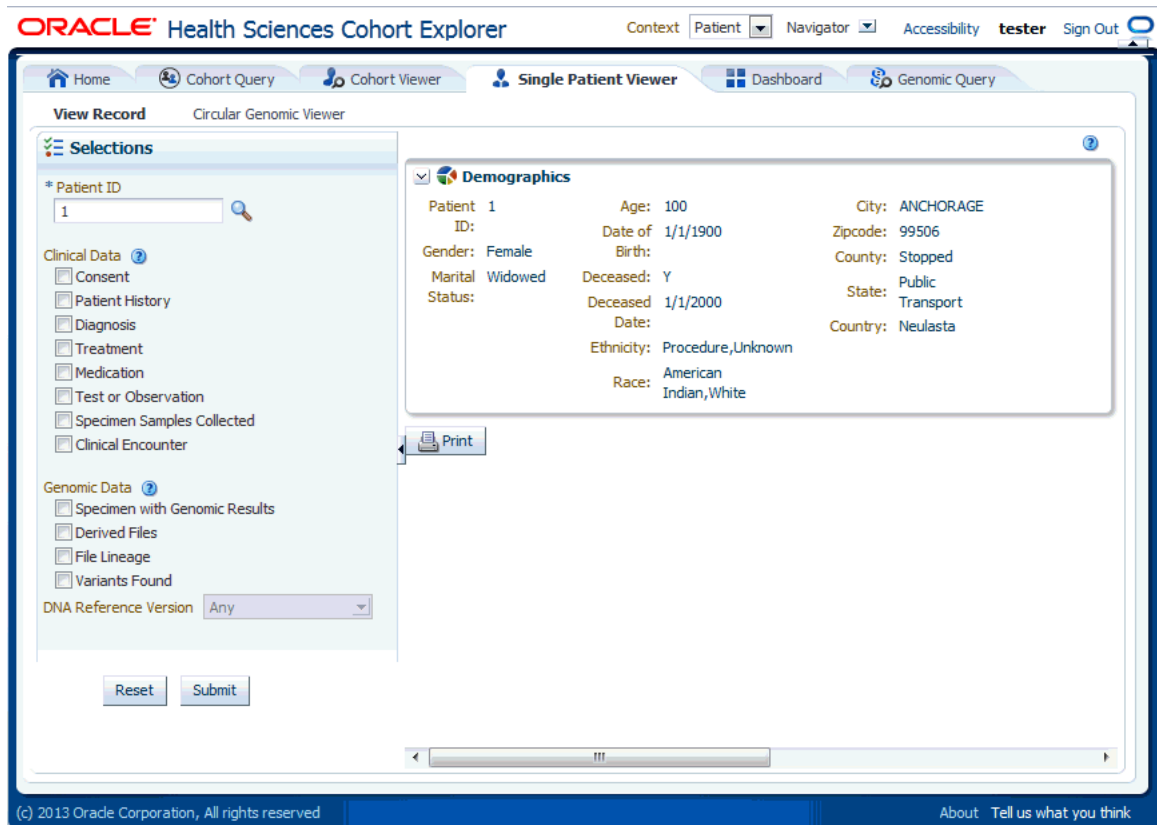 ORACLE Health Sciences Cohort Explorer Context Patient Navigator Accessibility tester Sign Out
Home Cohort Query Cohort Viewer Single Patient Viewer Dashboard Genomic Query
View Record Circular Genomic Viewer
Selections
* Patient ID
1
Clinical Data
Consent
Patient History
Diagnosis
Treatment
Medication
Test or Observation
Specimen Samples Collected
Clinical Encounter
Genomic Data
Specimen with Genomic Results
Derived Files
File Lineage
Variants Found
DNA Reference Version Any
Reset Submit
Demographics
Patient ID: 1
Gender: Female
Marital Status: Widowed
Age: 100
Date of Birth: 1/1/1900
Deceased: Y
Deceased Date: 1/1/2000
Ethnicity: Procedure,Unknown
Race: American Indian,White
City: ANCHORAGE
Zipcode: 99506
County: Stopped
State: Public Transport
Country: Neulasta
Print
(c) 2013 Oracle Corporation, All rights reserved About Tell us what you think